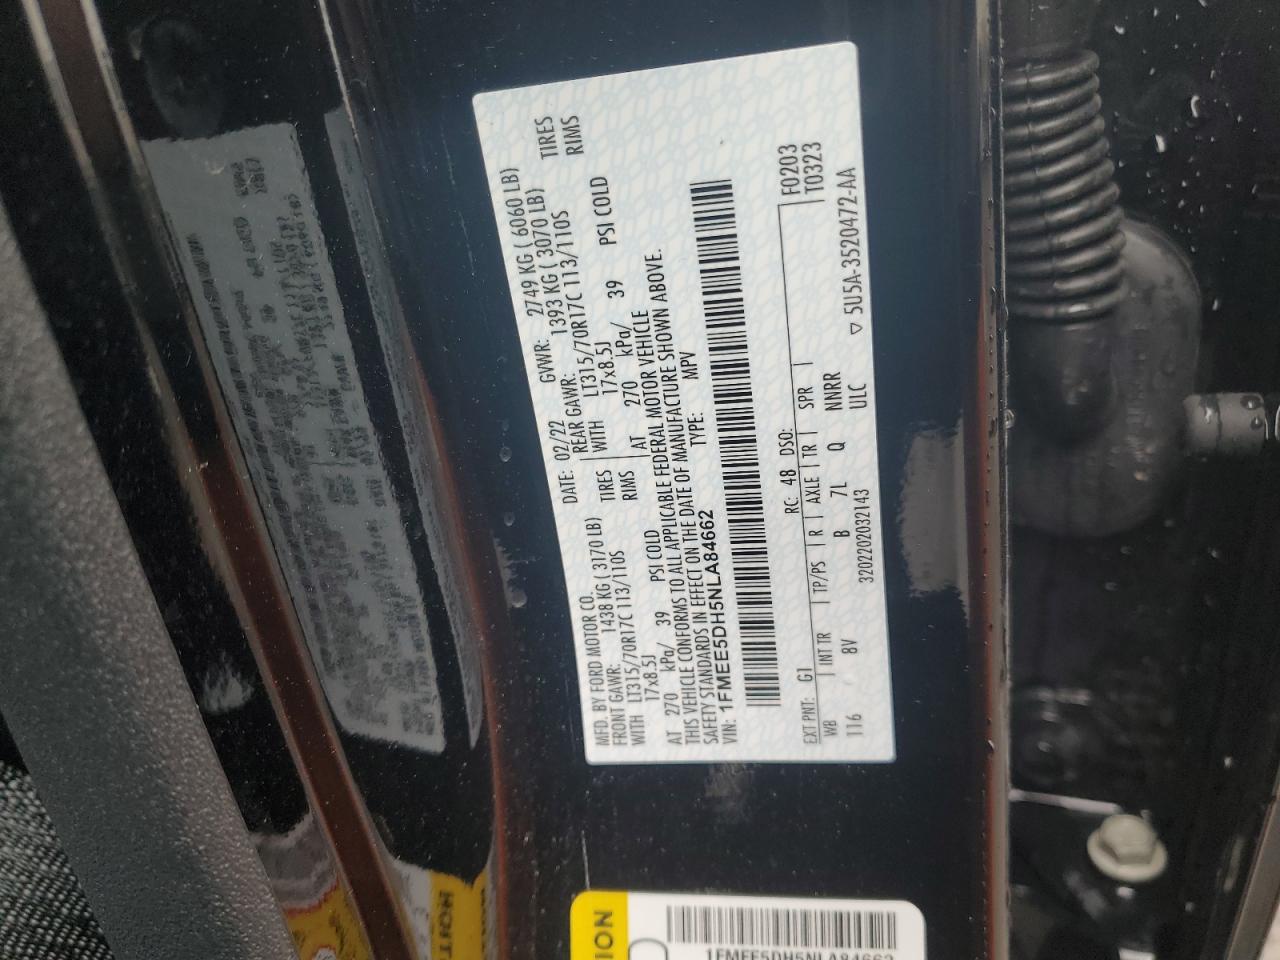 MFD. BY FORD MOTOR CO.
DATE: 02/22 GVWR: 2749 KG ( 6060 LB)
FRONT GAWR: 1438 KG ( 3170 LB) REAR GAWR: 1393 KG ( 3070 LB)
WITH LT315/70R17C 113/110S TIRES WITH LT315/70R17C 113/110S TIRES
17x8.5J RIMS 17x8.5J RIMS
AT 270 kPa/ 39 PSI COLD AT 270 kPa/ 39 PSI COLD
THIS VEHICLE CONFORMS TO ALL APPLICABLE FEDERAL MOTOR VEHICLE
SAFETY STANDARDS IN EFFECT ON THE DATE OF MANUFACTURE SHOWN ABOVE.
VIN: 1FMEE5DH5NLA84662 TYPE: MPV
F0203
T0323
EXT PNT: G1 RC: 48 DSO:
WB INT TR TP/PS R AXLE TR SPR
116 8V B 7L Q NNRR
3202202032143 ULC ▽ 5U5A-3520472-AA
ION
1FMEE5DH5NLA84662